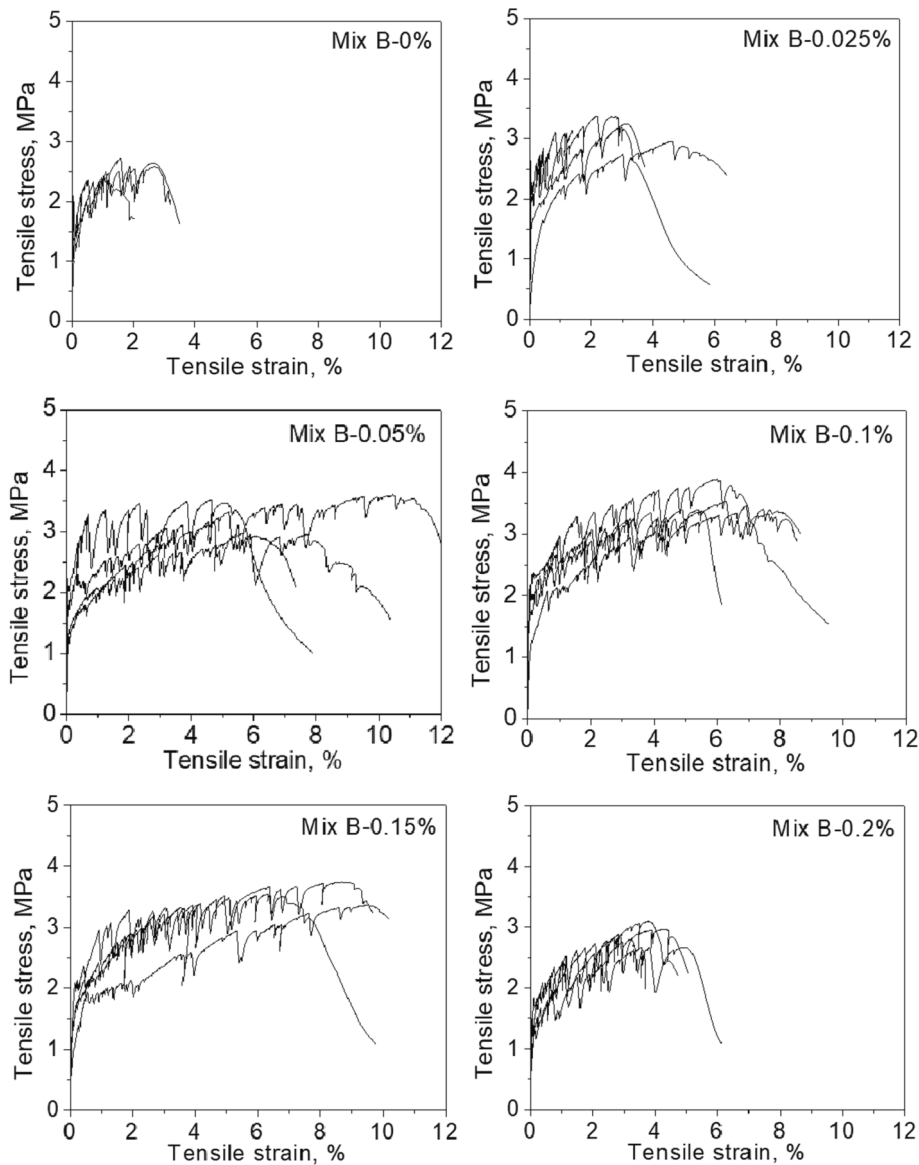 Mix B-0%
Tensile stress, MPa
5
4
3
2
1
0
0 2 4 6 8 10 12
Tensile strain, %
Mix B-0.025%
Tensile stress, MPa
5
4
3
2
1
0
0 2 4 6 8 10 12
Tensile strain, %
Mix B-0.05%
Tensile stress, MPa
5
4
3
2
1
0
0 2 4 6 8 10 12
Tensile strain, %
Mix B-0.1%
Tensile stress, MPa
5
4
3
2
1
0
0 2 4 6 8 10 12
Tensile strain, %
Mix B-0.15%
Tensile stress, MPa
5
4
3
2
1
0
0 2 4 6 8 10 12
Tensile strain, %
Mix B-0.2%
Tensile stress, MPa
5
4
3
2
1
0
0 2 4 6 8 10 12
Tensile strain, %